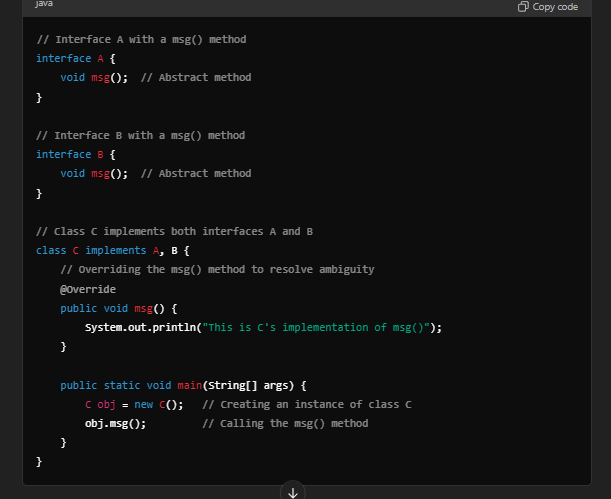 java
Copy code
// Interface A with a msg() method
interface A {
    void msg();  // Abstract method
}
// Interface B with a msg() method
interface B {
    void msg();  // Abstract method
}
// Class C implements both interfaces A and B
class C implements A, B {
    // Overriding the msg() method to resolve ambiguity
    @Override
    public void msg() {
        System.out.println("This is C's implementation of msg()");
    }
    public static void main(String[] args) {
        C obj = new C();   // Creating an instance of class C
        obj.msg();         // Calling the msg() method
    }
}